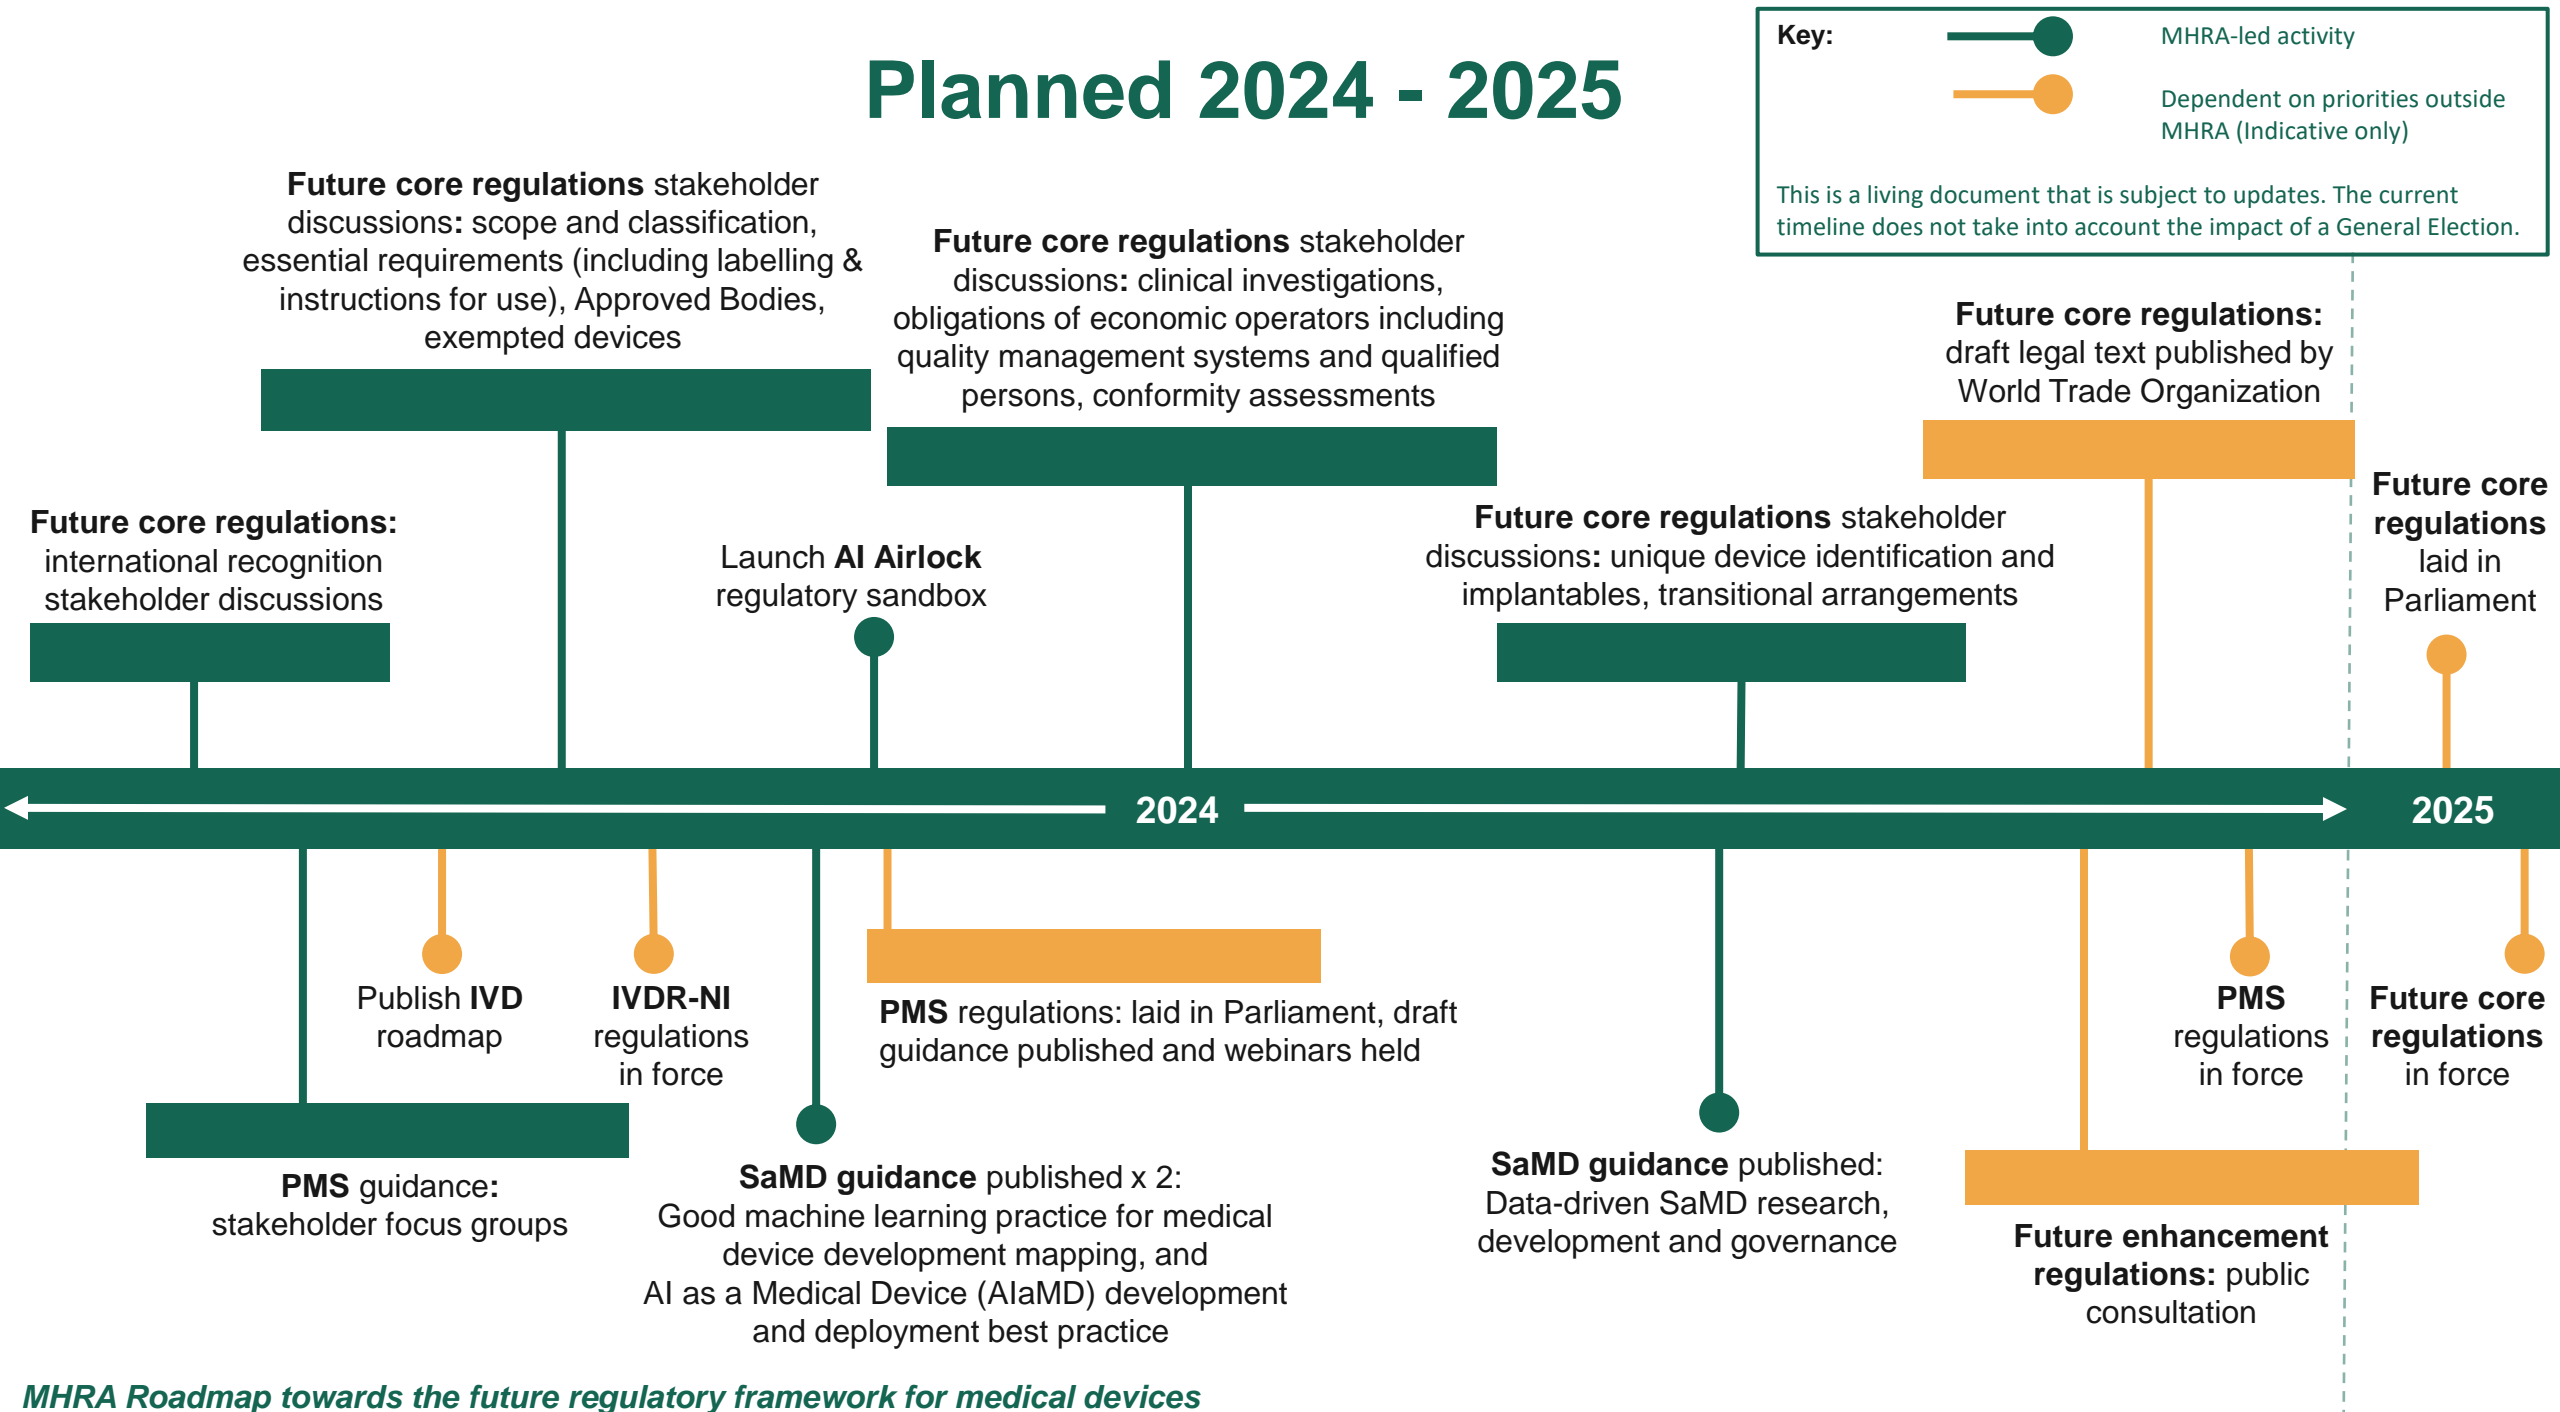 Planned 2024 - 2025
Key:
MHRA-led activity
Dependent on priorities outside
MHRA (Indicative only)
This is a living document that is subject to updates. The current
timeline does not take into account the impact of a General Election.
Future core regulations stakeholder
discussions: scope and classification,
essential requirements (including labelling &
instructions for use), Approved Bodies,
exempted devices
Future core regulations stakeholder
discussions: clinical investigations,
obligations of economic operators including
quality management systems and qualified
persons, conformity assessments
Future core regulations:
draft legal text published by
World Trade Organization
Future core
regulations
laid in
Parliament
Future core regulations:
international recognition
stakeholder discussions
Launch AI Airlock
regulatory sandbox
Future core regulations stakeholder
discussions: unique device identification and
implantables, transitional arrangements
2024
2025
Publish IVD
roadmap
IVDR-NI
regulations
in force
PMS regulations: laid in Parliament, draft
guidance published and webinars held
PMS
regulations
in force
Future core
regulations
in force
PMS guidance:
stakeholder focus groups
SaMD guidance published x 2:
Good machine learning practice for medical
device development mapping, and
AI as a Medical Device (AIaMD) development
and deployment best practice
SaMD guidance published:
Data-driven SaMD research,
development and governance
Future enhancement
regulations: public
consultation
MHRA Roadmap towards the future regulatory framework for medical devices